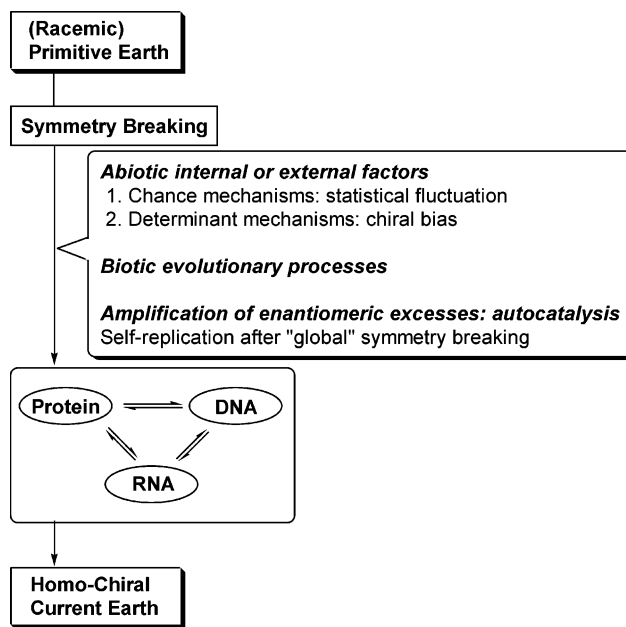 (Racemic)
Primitive Earth
Symmetry Breaking
Abiotic internal or external factors
1. Chance mechanisms: statistical fluctuation
2. Determinant mechanisms: chiral bias
Biotic evolutionary processes
Amplification of enantiomeric excesses: autocatalysis
Self-replication after "global" symmetry breaking
Protein
DNA
RNA
Homo-Chiral
Current Earth